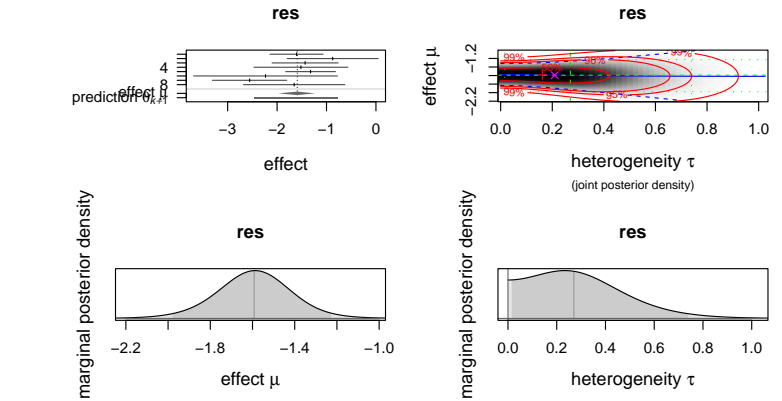 res
4
8
effect μ
prediction θk+1
−3 −2 −1 0
effect
res
effect μ
−2.2 −1.2
99%
99%
99%
95%
0.0 0.2 0.4 0.6 0.8 1.0
heterogeneity τ
(joint posterior density)
res
marginal posterior density
−2.2 −1.8 −1.4 −1.0
effect μ
res
marginal posterior density
0.0 0.2 0.4 0.6 0.8 1.0
heterogeneity τ